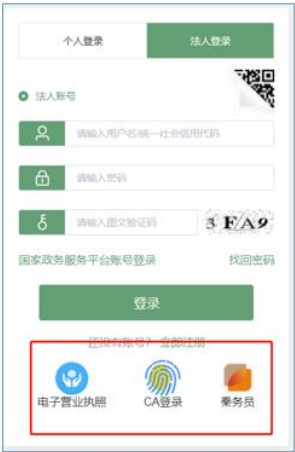 个人登录
法人登录
法人账号
请输入用户名/统一社会信用代码
请输入密码
请输入图文验证码
3 FA9
国家政务服务平台账号登录
找回密码
登录
还没有账号？ 立即注册
电子营业执照
CA登录
秦务员